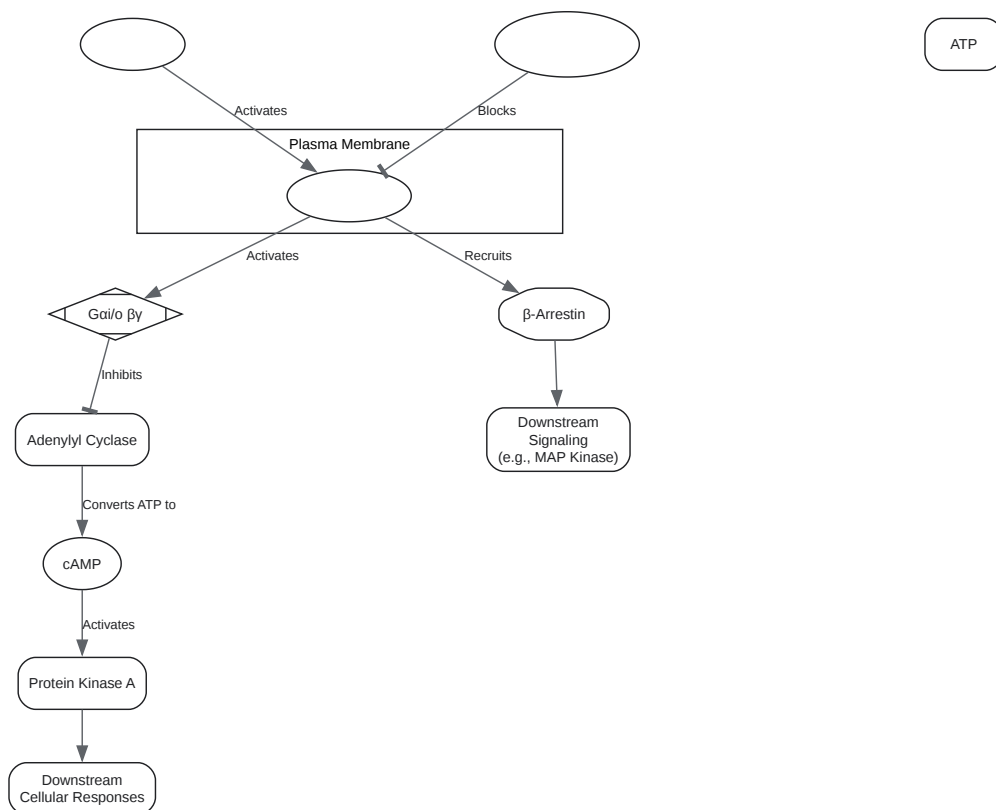 ATP
Activates
Blocks
Plasma Membrane
Activates
Recruits
Gαi/o βγ
β-Arrestin
Inhibits
Adenylyl Cyclase
Downstream
Signaling
(e.g., MAP Kinase)
Converts ATP to
cAMP
Activates
Protein Kinase A
Downstream
Cellular Responses